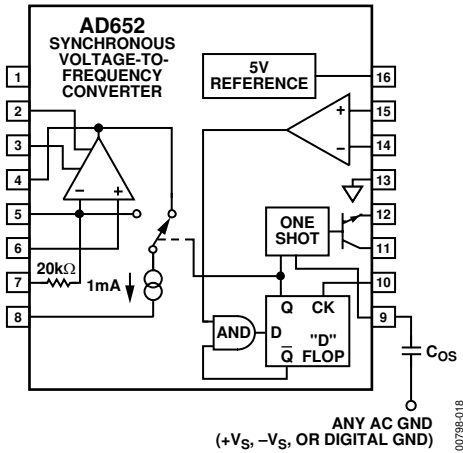 AD652
SYNCHRONOUS
VOLTAGE-TO-
FREQUENCY
CONVERTER
5V
REFERENCE
1
2
3
4
5
6
7
8
16
15
14
13
12
11
10
9
+
–
–
+
20kΩ
1mA
ONE
SHOT
AND
Q CK
D "D"
Q̅ FLOP
COS
ANY AC GND
(+VS, –VS, OR DIGITAL GND)
00798-018